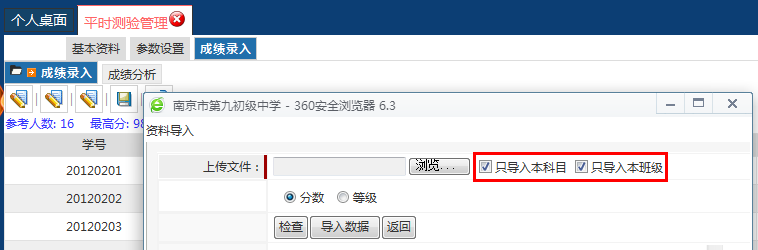 个人桌面 平时测验管理
基本资料 参数设置 成绩录入
成绩录入 成绩分析
南京市第九初级中学 - 360安全浏览器 6.3
参考人数: 16 最高分: 98
资料导入
学号
20120201
20120202
20120203
上传文件： 浏览... 只导入本科目 只导入本班级
分数 等级
检查 导入数据 返回